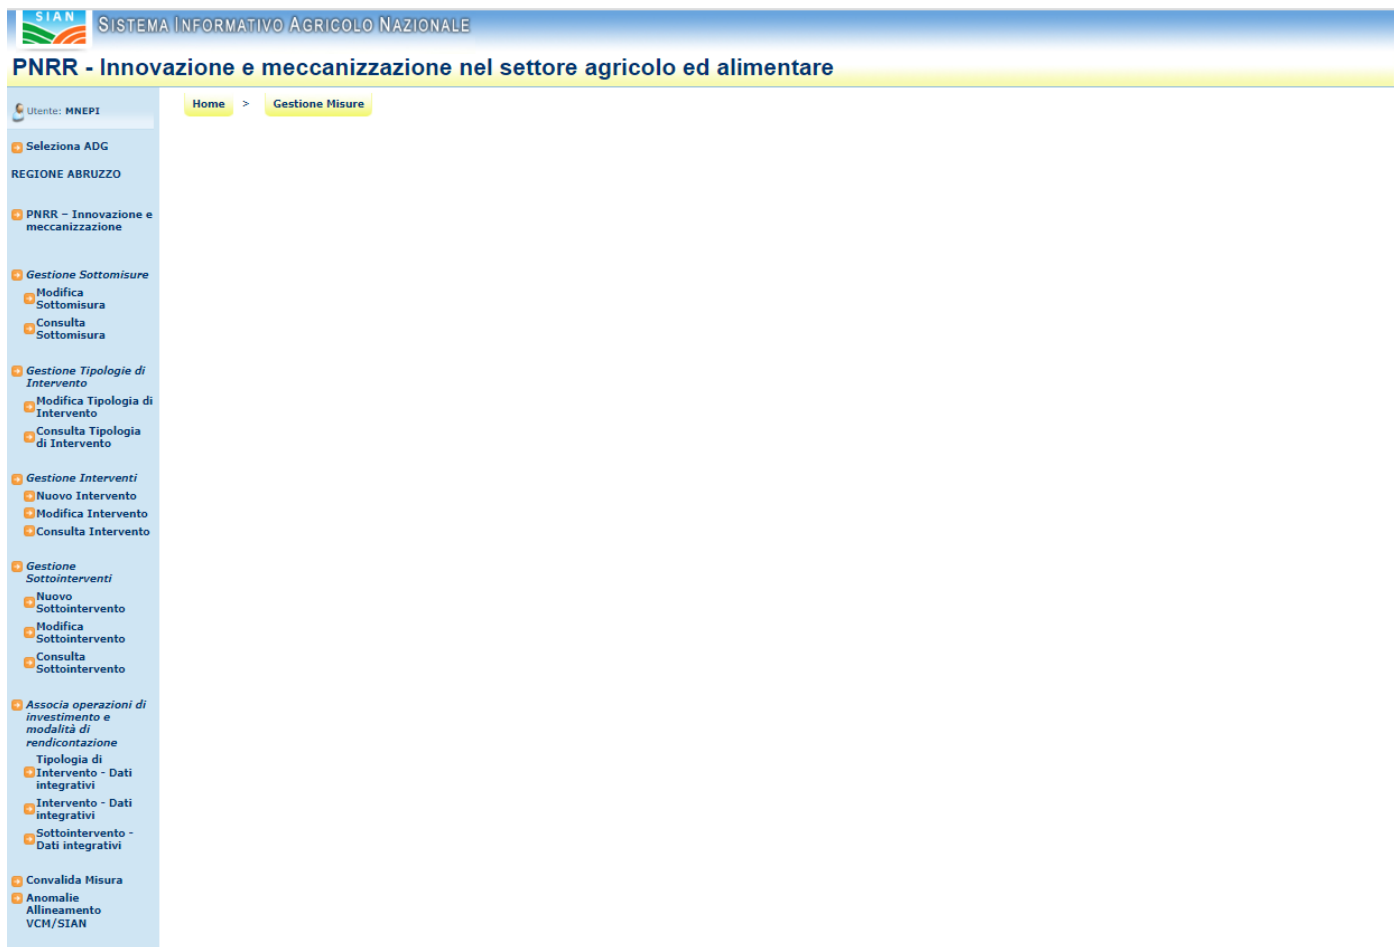 SIAN
SISTEMA INFORMATIVO AGRICOLO NAZIONALE
PNRR - Innovazione e meccanizzazione nel settore agricolo ed alimentare
Utente: MNEPI
Home > Gestione Misure
Seleziona ADG
REGIONE ABRUZZO
PNRR – Innovazione e
meccanizzazione
Gestione Sottomisure
Modifica
Sottomisura
Consulta
Sottomisura
Gestione Tipologie di
Intervento
Modifica Tipologia di
Intervento
Consulta Tipologia
di Intervento
Gestione Interventi
Nuovo Intervento
Modifica Intervento
Consulta Intervento
Gestione
Sottointerventi
Nuovo
Sottointervento
Modifica
Sottointervento
Consulta
Sottointervento
Associa operazioni di
investimento e
modalità di
rendicontazione
Tipologia di
Intervento - Dati
integrativi
Intervento - Dati
integrativi
Sottointervento -
Dati integrativi
Convalida Misura
Anomalie
Allineamento
VCM/SIAN